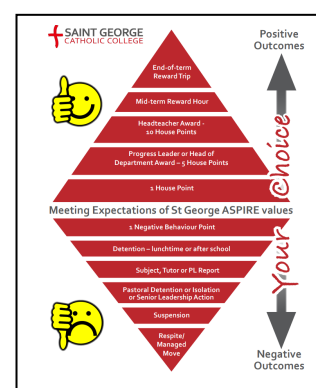 SAINT GEORGE
CATHOLIC COLLEGE
Positive
Outcomes
End-of-term
Reward Trip
Mid-term Reward Hour
Headteacher Award -
10 House Points
Progress Leader or Head of
Department Award – 5 House Points
1 House Point
Your Choice
Meeting Expectations of St George ASPIRE values
1 Negative Behaviour Point
Detention – lunchtime or after school
Subject, Tutor or PL Report
Pastoral Detention or Isolation
or Senior Leadership Action
Suspension
Respite/
Managed
Move
Negative
Outcomes